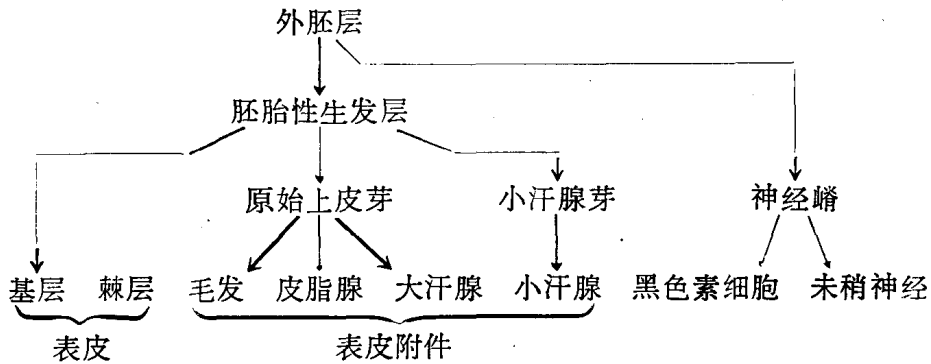 外胚层
胚胎性生发层
原始上皮芽 小汗腺芽 神经嵴
基层 棘层 毛发 皮脂腺 大汗腺 小汗腺 黑色素细胞 未稍神经
表皮 表皮附件